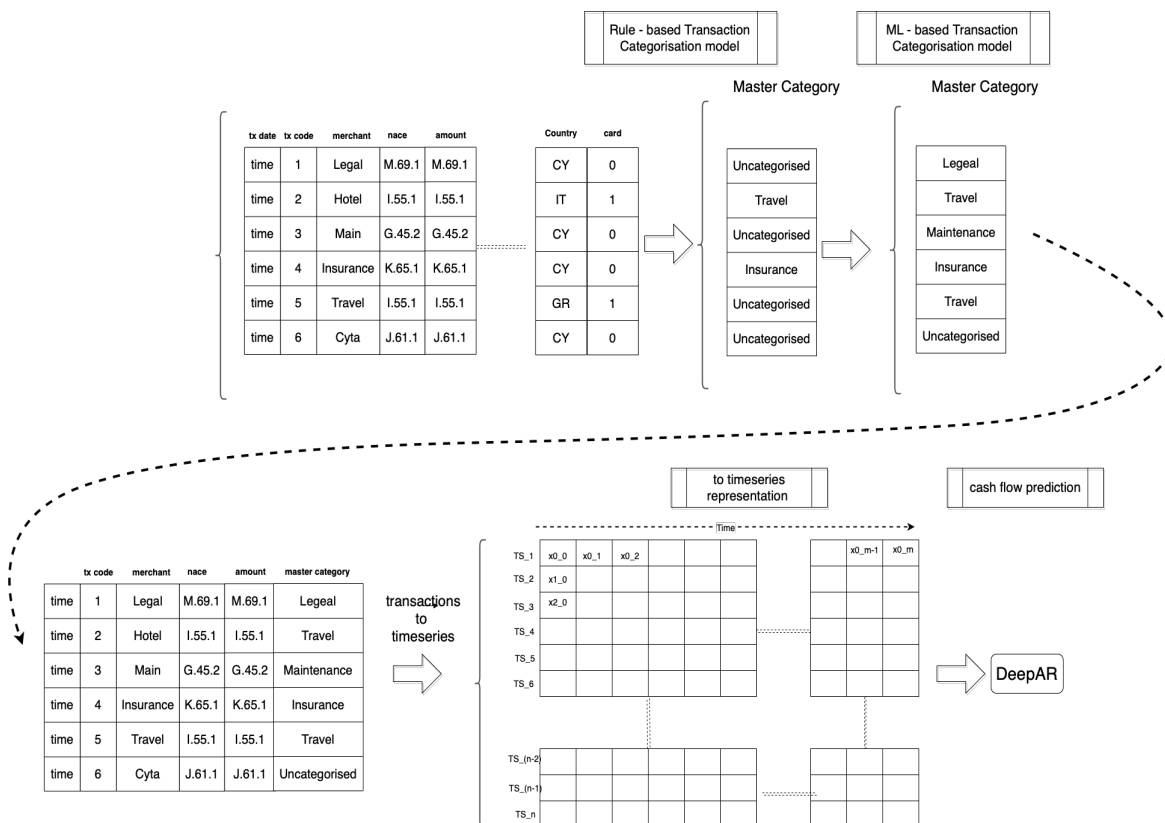 Rule - based Transaction
Categorisation model
ML - based Transaction
Categorisation model
Master Category
Master Category
tx date tx code merchant nace amount
Country card
time 1 Legal M.69.1 M.69.1
CY 0
Uncategorised
Legeal
time 2 Hotel I.55.1 I.55.1
IT 1
Travel
Travel
time 3 Main G.45.2 G.45.2
CY 0
Uncategorised
Maintenance
time 4 Insurance K.65.1 K.65.1
CY 0
Insurance
Insurance
time 5 Travel I.55.1 I.55.1
GR 1
Uncategorised
Travel
time 6 Cyta J.61.1 J.61.1
CY 0
Uncategorised
Uncategorised
to timeseries
representation
cash flow prediction
Time
tx code merchant nace amount master category
time 1 Legal M.69.1 M.69.1 Legeal
time 2 Hotel I.55.1 I.55.1 Travel
time 3 Main G.45.2 G.45.2 Maintenance
time 4 Insurance K.65.1 K.65.1 Insurance
time 5 Travel I.55.1 I.55.1 Travel
time 6 Cyta J.61.1 J.61.1 Uncategorised
transactions
to
timeseries
TS_1 x0_0 x0_1 x0_2 x0_m-1 x0_m
TS_2 x1_0
TS_3 x2_0
TS_4
TS_5
TS_6
TS_(n-2)
TS_(n-1)
TS_n
DeepAR